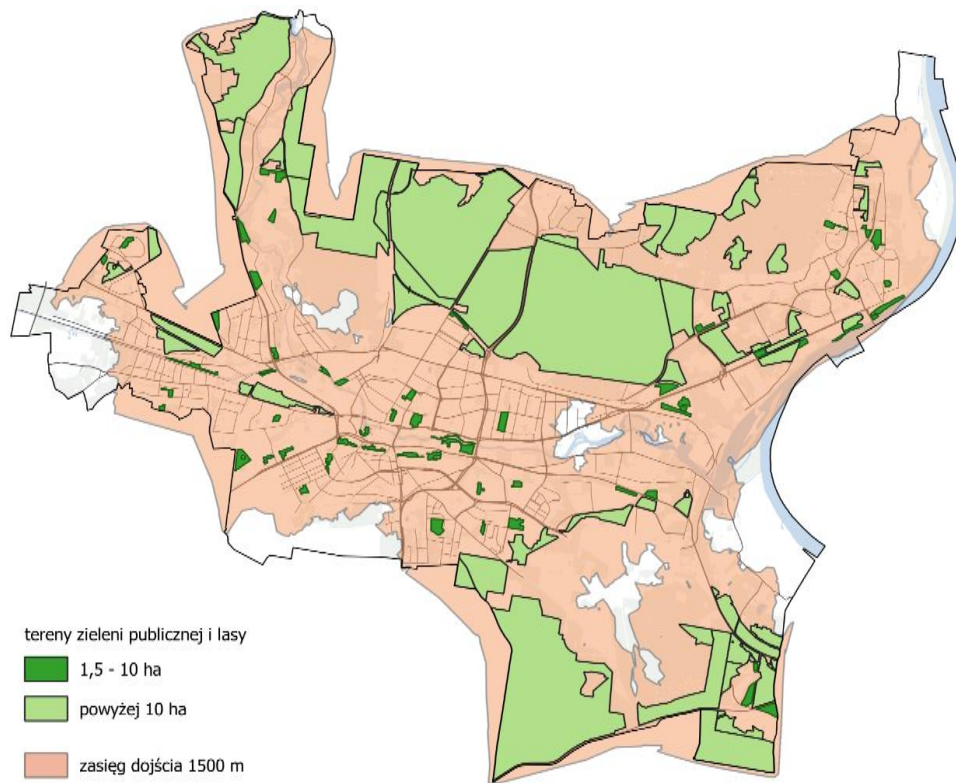 tereny zieleni publicznej i lasy
1,5 - 10 ha
powyżej 10 ha
zasięg dojścia 1500 m